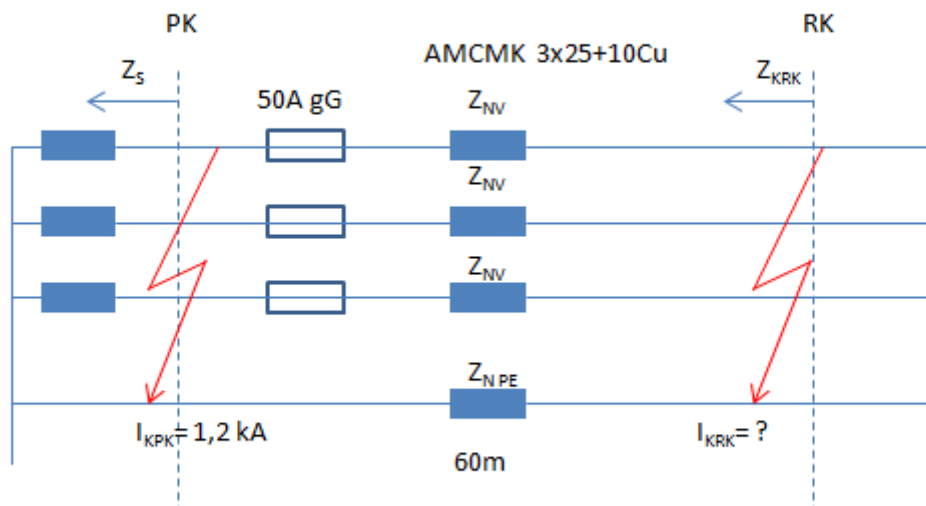 PK
RK
AMCMK 3x25+10Cu
Z_S
50A gG
Z_NV
Z_KRK
Z_NV
Z_NV
Z_N PE
I_KPK= 1,2 kA
I_KRK= ?
60m